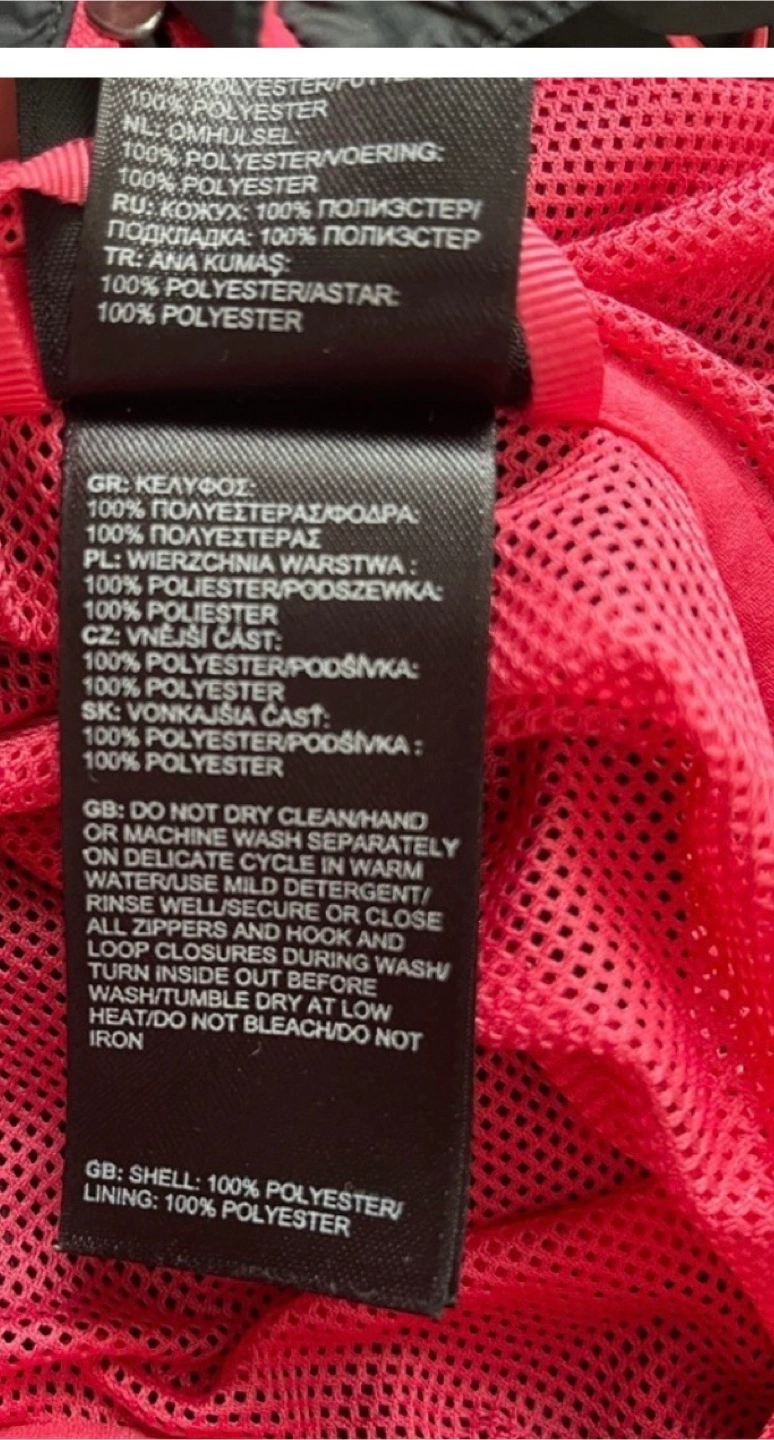 POLYESTER/FUTTER:
100% POLYESTER
NL: OMHULSEL:
100% POLYESTER/VOERING:
100% POLYESTER
RU: КОЖУХ: 100% ПОЛИЭСТЕР/
ПОДКЛАДКА: 100% ПОЛИЭСТЕР
TR: ANA KUMAŞ:
100% POLYESTER/ASTAR:
100% POLYESTER
GR: ΚΕΛΥΦΟΣ:
100% ΠΟΛΥΕΣΤΕΡΑΣ/ΦΟΔΡΑ:
100% ΠΟΛΥΕΣΤΕΡΑΣ
PL: WIERZCHNIA WARSTWA :
100% POLIESTER/PODSZEWKA:
100% POLIESTER
CZ: VNĚJŠÍ ČÁST:
100% POLYESTER/PODŠÍVKA:
100% POLYESTER
SK: VONKAJŠIA ČASŤ:
100% POLYESTER/PODŠÍVKA :
100% POLYESTER
GB: DO NOT DRY CLEAN/HAND
OR MACHINE WASH SEPARATELY
ON DELICATE CYCLE IN WARM
WATER/USE MILD DETERGENT/
RINSE WELL/SECURE OR CLOSE
ALL ZIPPERS AND HOOK AND
LOOP CLOSURES DURING WASH/
TURN INSIDE OUT BEFORE
WASH/TUMBLE DRY AT LOW
HEAT/DO NOT BLEACH/DO NOT
IRON
GB: SHELL: 100% POLYESTER/
LINING: 100% POLYESTER